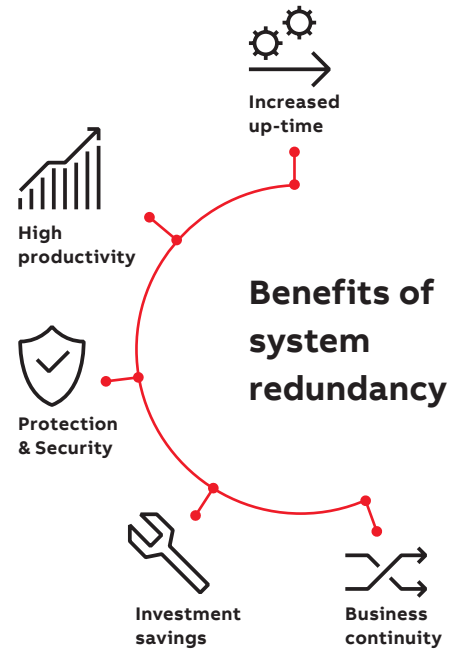 Increased
up-time
High
productivity
Benefits of
system
redundancy
Protection
& Security
Investment
savings
Business
continuity